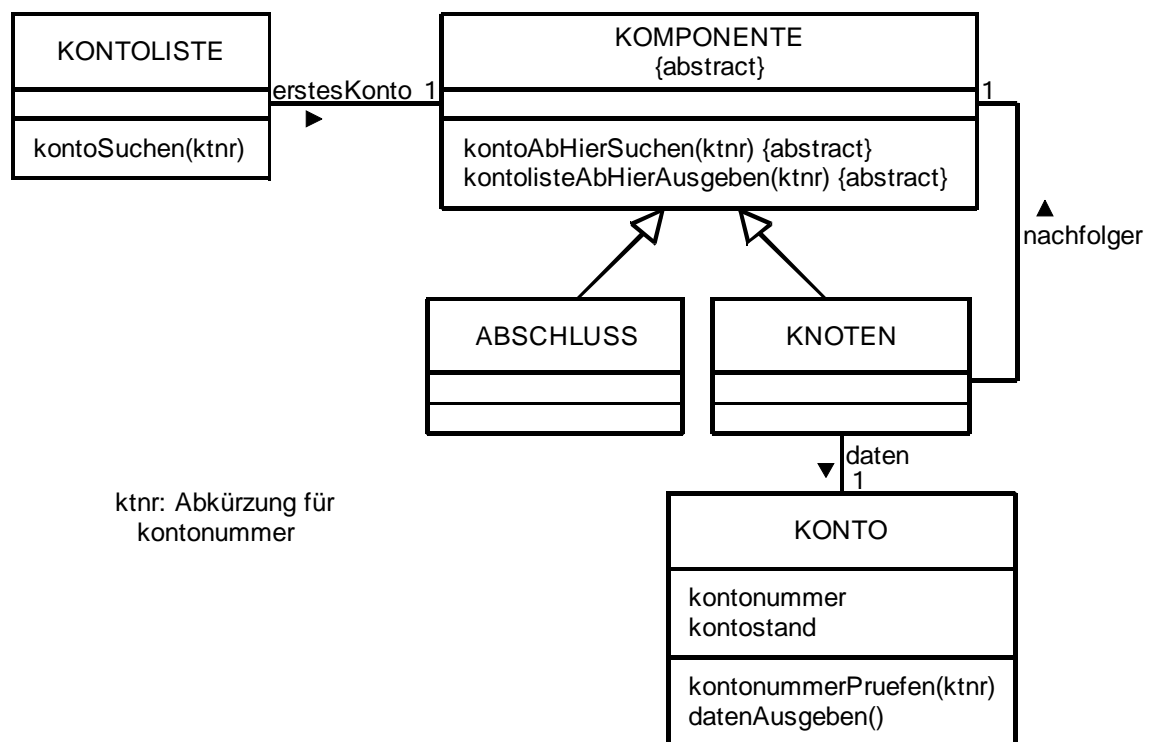 KONTOLISTE
kontoSuchen(ktnr)
erstesKonto 1
KOMPONENTE
{abstract}
kontoAbHierSuchen(ktnr) {abstract}
kontolisteAbHierAusgeben(ktnr) {abstract}
1
nachfolger
ABSCHLUSS
KNOTEN
daten
1
ktnr: Abkürzung für
kontonummer
KONTO
kontonummer
kontostand
kontonummerPruefen(ktnr)
datenAusgeben()